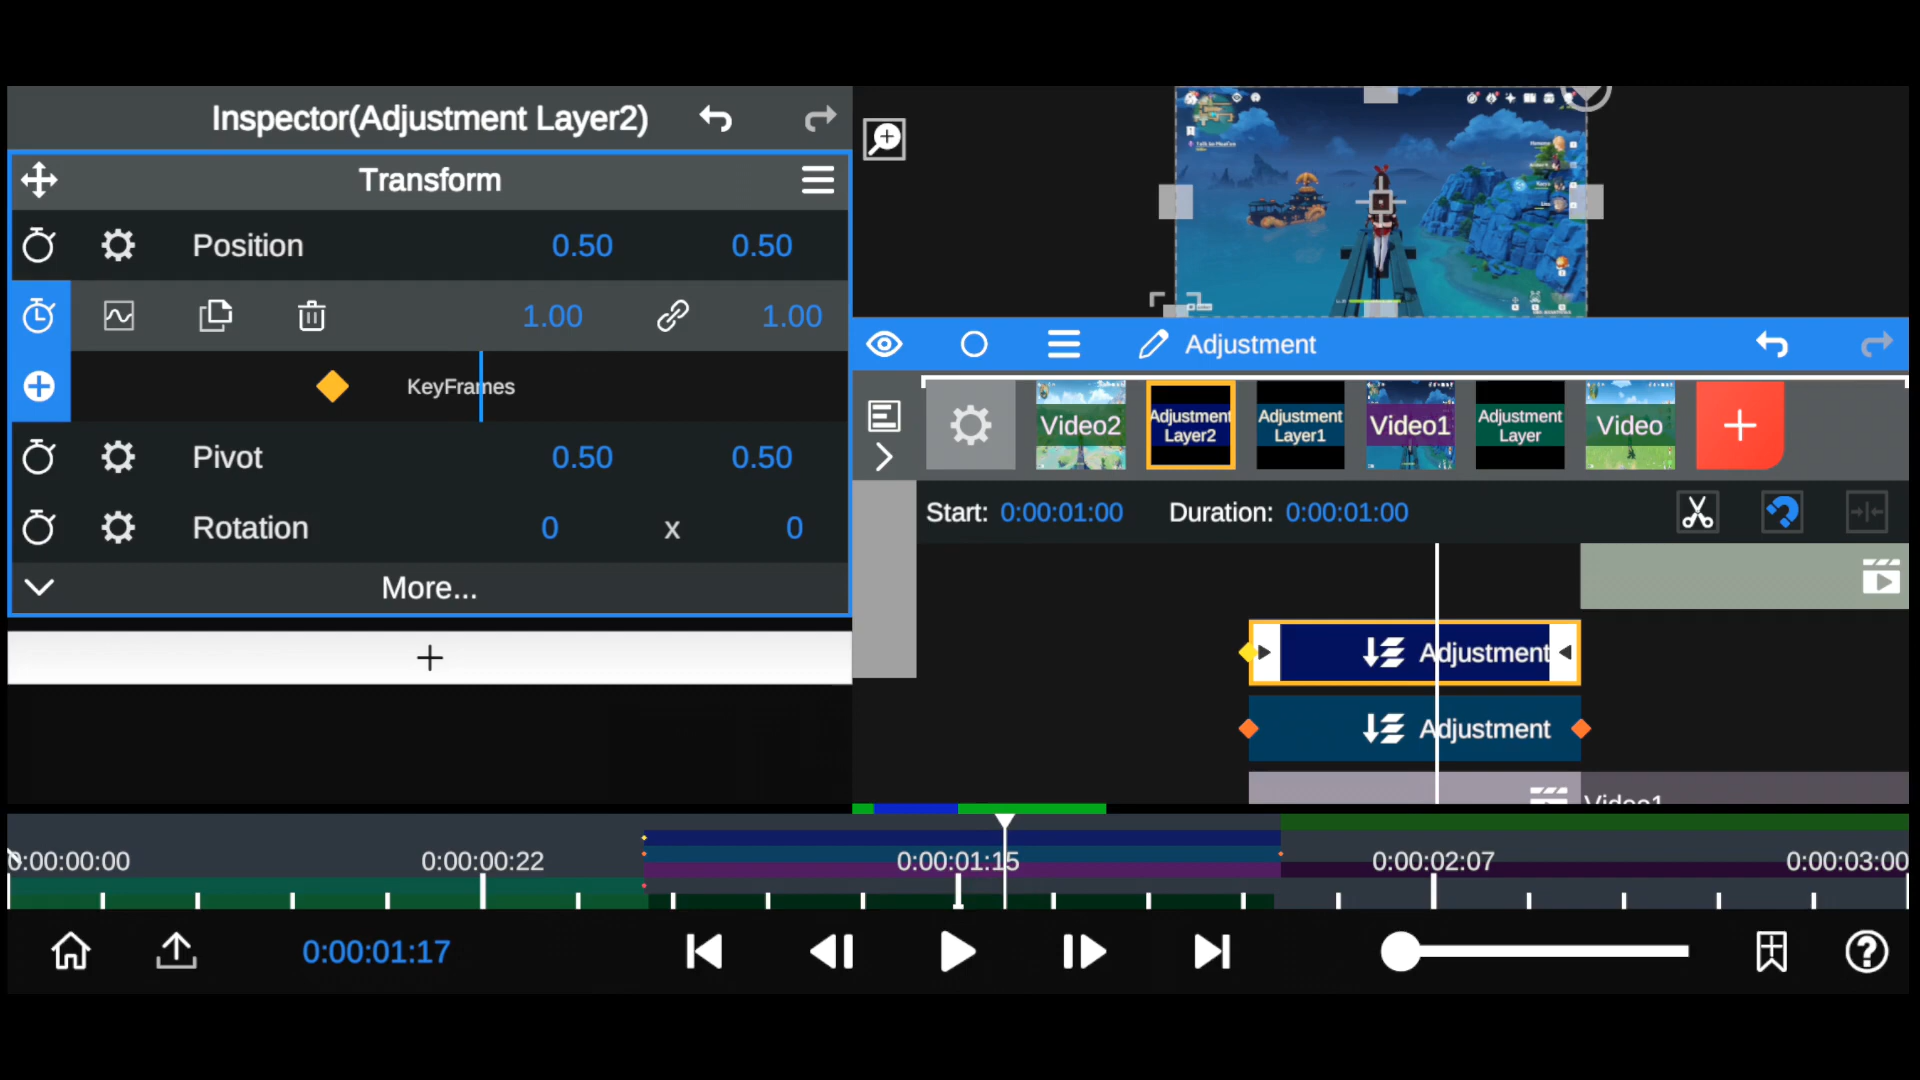 Inspector(Adjustment Layer2)
Transform
Position 0.50 0.50
1.00 1.00
KeyFrames
Pivot 0.50 0.50
Rotation 0 x 0
More...
Adjustment
Video2
Adjustment
Layer2
Adjustment
Layer1
Video1
Adjustment
Layer
Video
Start: 0:00:01:00 Duration: 0:00:01:00
Adjustment
Adjustment
Video1
0:00:00:00 0:00:00:22 0:00:01:15 0:00:02:07 0:00:03:00
0:00:01:17